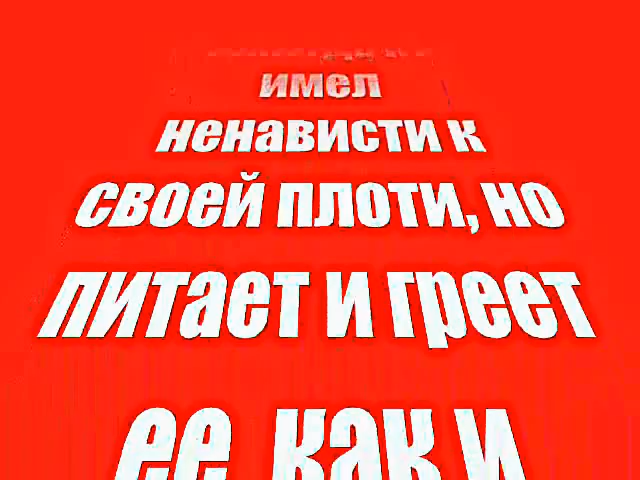 имел
ненависти к
своей плоти, но
питает и греет
ее, как и